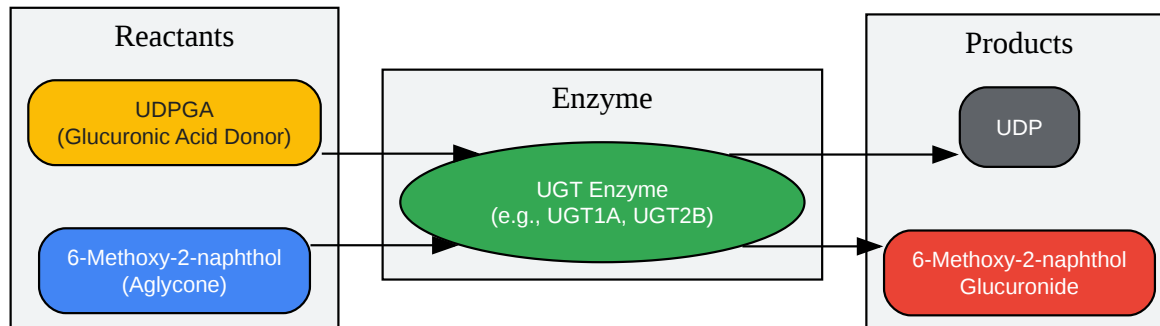 Reactants
UDPGA
(Glucuronic Acid Donor)
6-Methoxy-2-naphthol
(Aglycone)
Enzyme
UGT Enzyme
(e.g., UGT1A, UGT2B)
Products
UDP
6-Methoxy-2-naphthol
Glucuronide